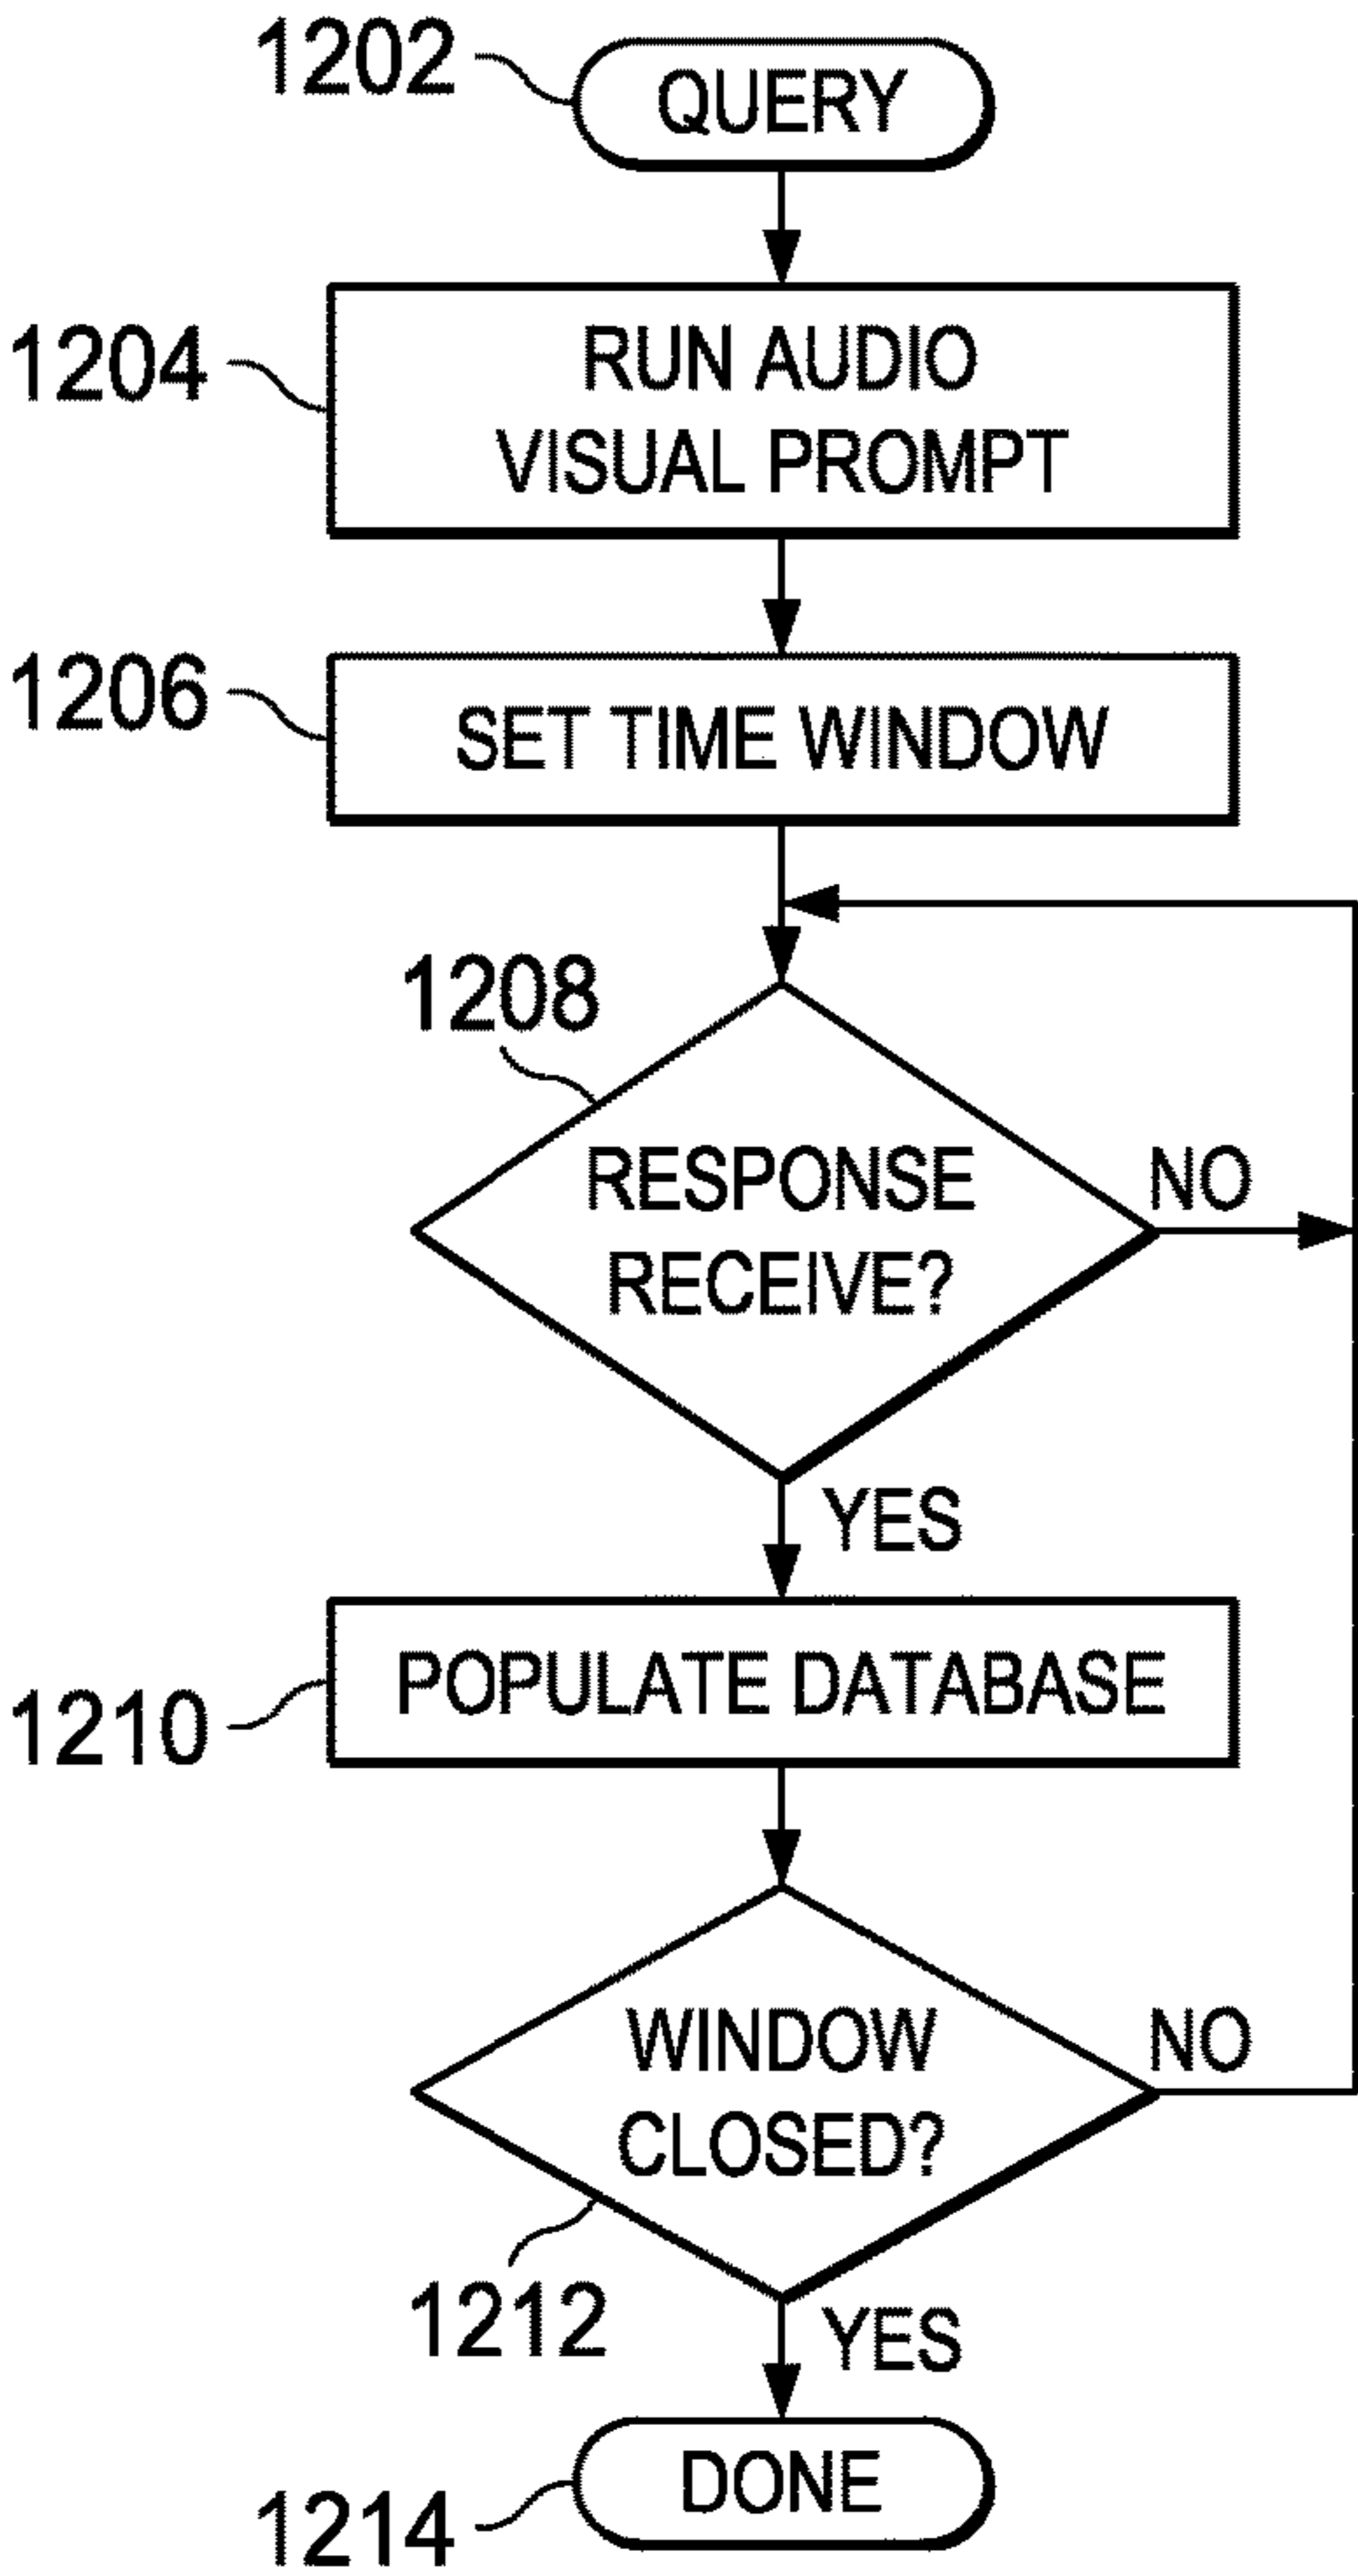 1202
QUERY
1204
RUN AUDIO
VISUAL PROMPT
1206
SET TIME WINDOW
1208
RESPONSE
RECEIVE?
NO
YES
1210
POPULATE DATABASE
WINDOW
CLOSED?
NO
1212
YES
1214
DONE